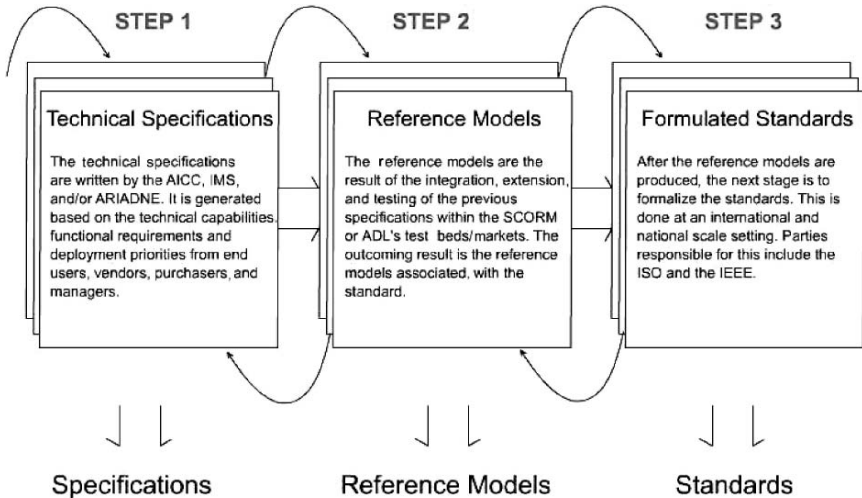 STEP 1
STEP 2
STEP 3
Technical Specifications
The technical specifications
are written by the AICC, IMS,
and/or ARIADNE. It is generated
based on the technical capabilities,
functional requirements and
deployment priorities from end
users, vendors, purchasers, and
managers.
Reference Models
The reference models are the
result of the integration, extension,
and testing of the previous
specifications within the SCORM
or ADL's test beds/markets. The
outcoming result is the reference
models associated, with the
standard.
Formulated Standards
After the reference models are
produced, the next stage is to
formalize the standards. This is
done at an international and
national scale setting. Parties
responsible for this include the
ISO and the IEEE.
Specifications
Reference Models
Standards